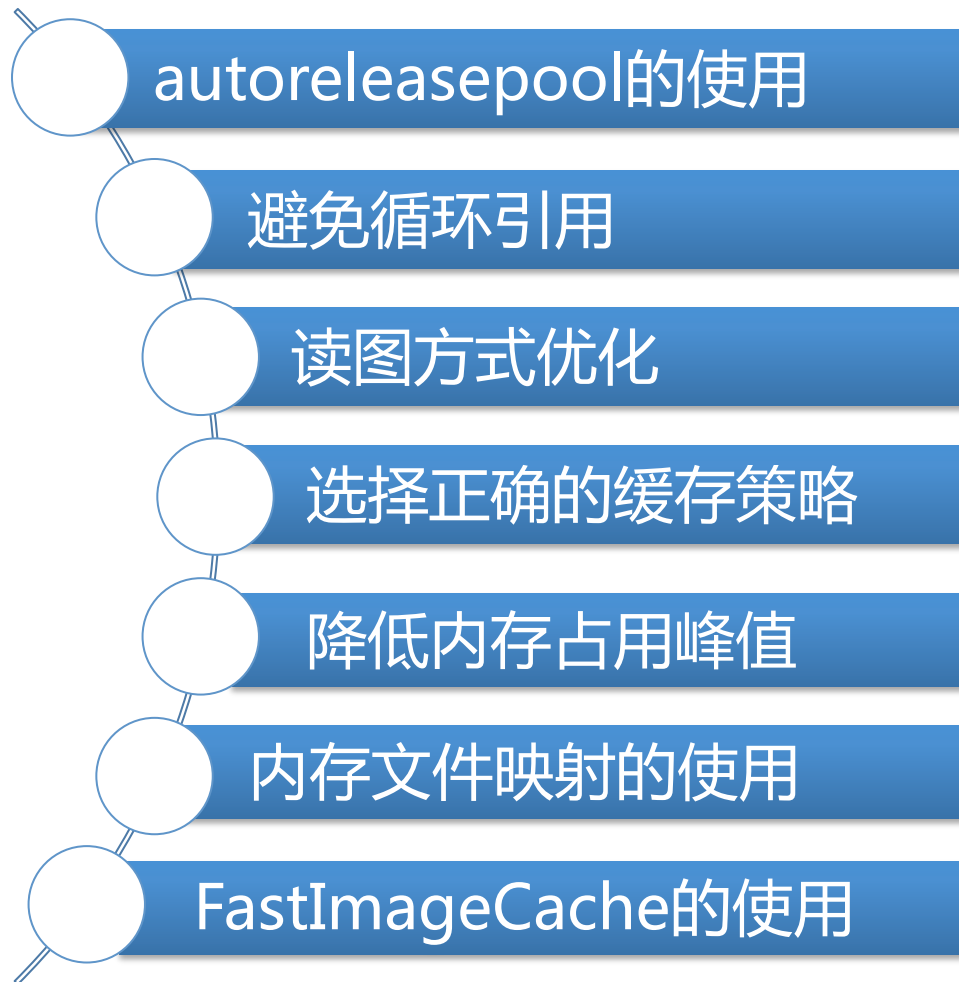 autoreleasepool的使用
避免循环引用
读图方式优化
选择正确的缓存策略
降低内存占用峰值
内存文件映射的使用
FastImageCache的使用